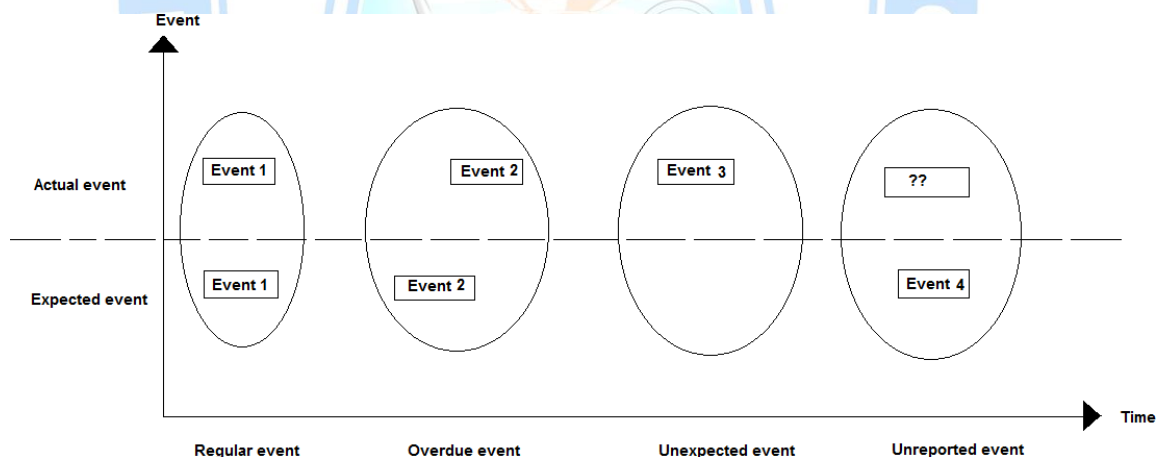 Event
Event 1
Event 2
Event 3
??
Actual event
Event 1
Event 2
Event 4
Expected event
Time
Regular event
Overdue event
Unexpected event
Unreported event